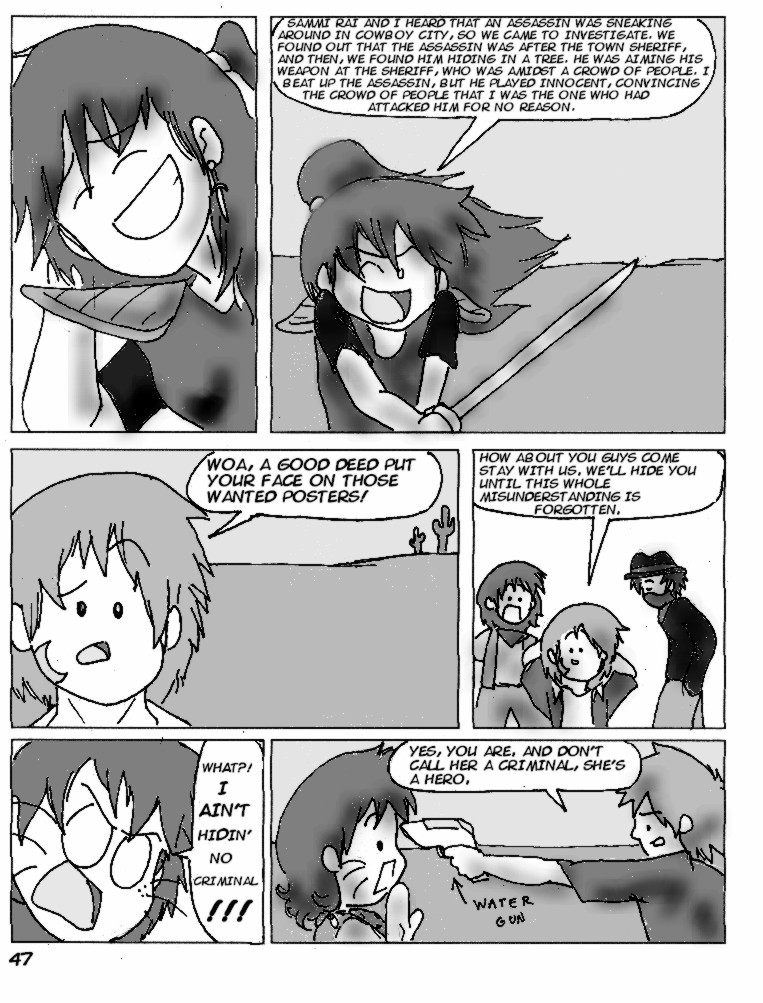 SAMMI RAI AND I HEARD THAT AN ASSASSIN WAS SNEAKING
AROUND IN COWBOY CITY, SO WE CAME TO INVESTIGATE. WE
FOUND OUT THAT THE ASSASSIN WAS AFTER THE TOWN SHERIFF,
AND THEN, WE FOUND HIM HIDING IN A TREE. HE WAS AIMING HIS
WEAPON AT THE SHERIFF, WHO WAS AMIDST A CROWD OF PEOPLE. I
BEAT UP THE ASSASSIN, BUT HE PLAYED INNOCENT, CONVINCING
THE CROWD OF PEOPLE THAT I WAS THE ONE WHO HAD
ATTACKED HIM FOR NO REASON.
WOA, A GOOD DEED PUT
YOUR FACE ON THOSE
WANTED POSTERS!
HOW ABOUT YOU GUYS COME
STAY WITH US. WE'LL HIDE YOU
UNTIL THIS WHOLE
MISUNDERSTANDING IS
FORGOTTEN.
WHAT?!
I
AIN'T
HIDIN'
NO
CRIMINAL
!!!
YES, YOU ARE. AND DON'T
CALL HER A CRIMINAL, SHE'S
A HERO.
WATER
GUN
47